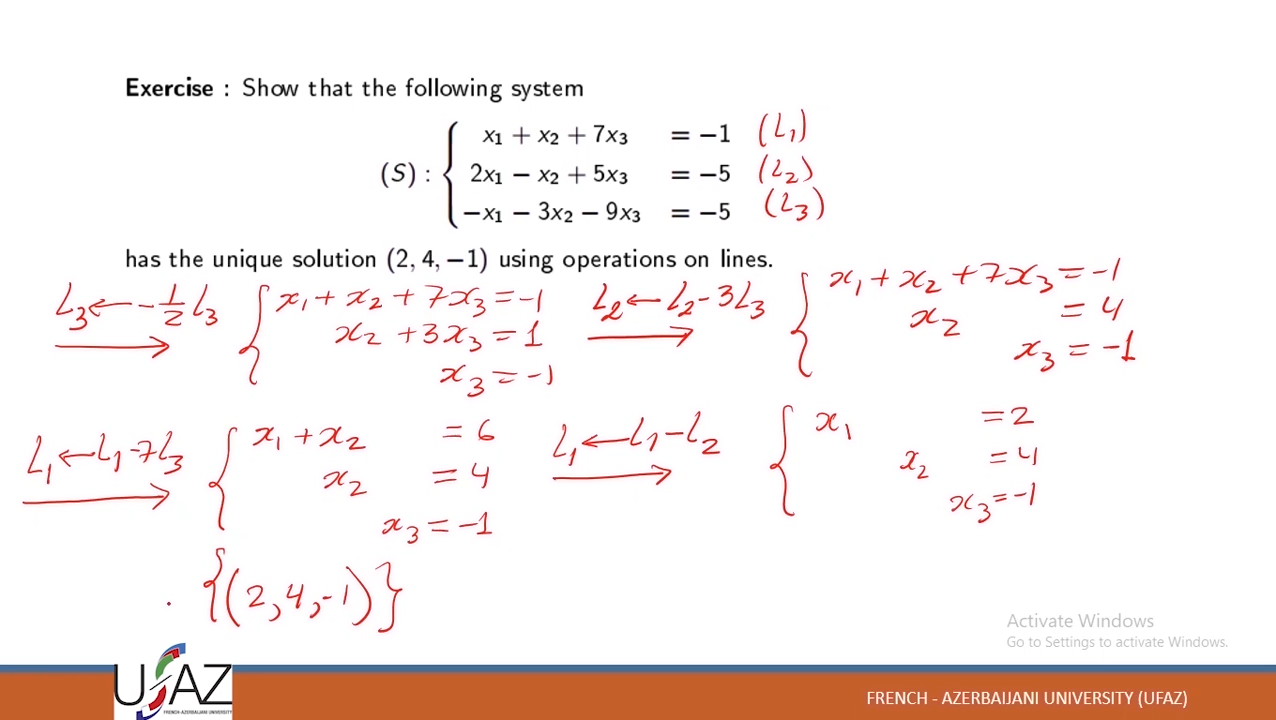 Exercise : Show that the following system
(S) : { x₁ + x₂ + 7x₃ = −1 (L₁)
2x₁ − x₂ + 5x₃ = −5 (L₂)
−x₁ − 3x₂ − 9x₃ = −5 (L₃)
has the unique solution (2, 4, −1) using operations on lines.
L₃ ← -½ L₃ { x₁ + x₂ + 7x₃ = -1
x₂ + 3x₃ = 1
x₃ = -1
L₂ ← L₂ - 3L₃ { x₁ + x₂ + 7x₃ = -1
x₂ = 4
x₃ = -1
L₁ ← L₁ - 7L₃ { x₁ + x₂ = 6
x₂ = 4
x₃ = -1
L₁ ← L₁ - L₂ { x₁ = 2
x₂ = 4
x₃ = -1
{(2, 4, -1)}
Activate Windows
Go to Settings to activate Windows.
UFAZ
FRENCH - AZERBAIJANI UNIVERSITY (UFAZ)
FRENCH - AZERBAIJANI UNIVERSITY (UFAZ)